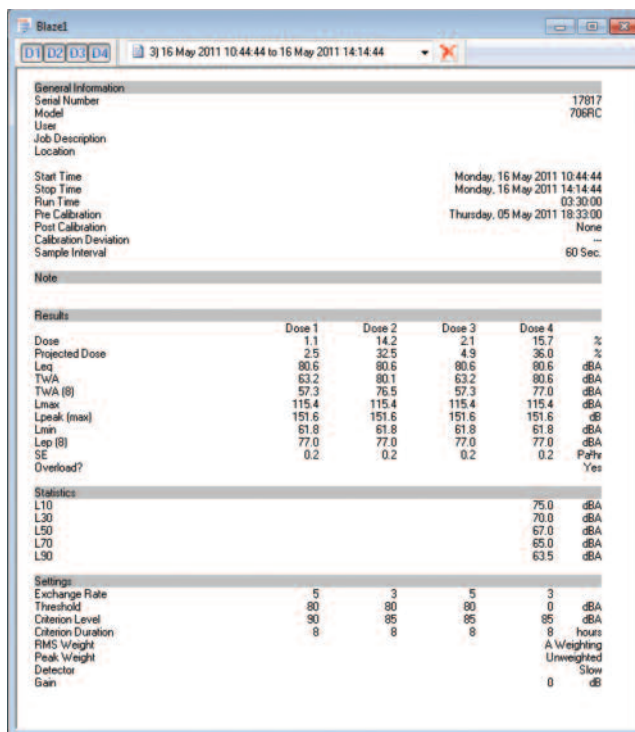 Blaze1
D1 D2 D3 D4 3) 16 May 2011 10:44:44 to 16 May 2011 14:14:44
General Information
Serial Number 17817
Model 706RC
User
Job Description
Location
Start Time Monday, 16 May 2011 10:44:44
Stop Time Monday, 16 May 2011 14:14:44
Run Time 03:30:00
Pre Calibration Thursday, 05 May 2011 18:33:00
Post Calibration None
Calibration Deviation ---
Sample Interval 60 Sec.
Note
Results
Dose 1 Dose 2 Dose 3 Dose 4
Dose 1.1 14.2 2.1 15.7 %
Projected Dose 2.5 32.5 4.9 36.0 %
Leq 80.6 80.6 80.6 80.6 dBA
TWA 63.2 80.1 63.2 80.6 dBA
TWA (8) 57.3 76.5 57.3 77.0 dBA
Lmax 115.4 115.4 115.4 115.4 dBA
Lpeak (max) 151.6 151.6 151.6 151.6 dB
Lmin 61.8 61.8 61.8 61.8 dBA
Lep (8) 77.0 77.0 77.0 77.0 dBA
SE 0.2 0.2 0.2 0.2 Pa²hr
Overload? Yes
Statistics
L10 75.0 dBA
L30 70.0 dBA
L50 67.0 dBA
L70 65.0 dBA
L90 63.5 dBA
Settings
Exchange Rate 5 3 5 3
Threshold 80 80 80 0 dBA
Criterion Level 90 85 85 85 dBA
Criterion Duration 8 8 8 8 hours
RMS Weight A Weighting
Peak Weight Unweighted
Detector Slow
Gain 0 dB